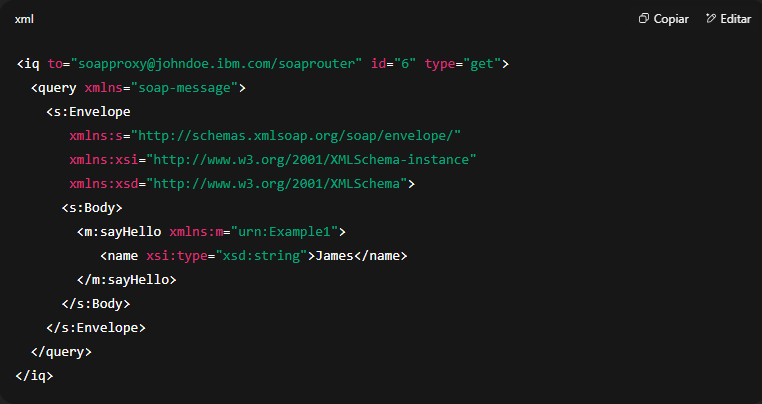 xml
Copiar
Editar
<iq to="soapproxy@johndoe.ibm.com/soaprouter" id="6" type="get">
  <query xmlns="soap-message">
    <s:Envelope
       xmlns:s="http://schemas.xmlsoap.org/soap/envelope/"
       xmlns:xsi="http://www.w3.org/2001/XMLSchema-instance"
       xmlns:xsd="http://www.w3.org/2001/XMLSchema">
      <s:Body>
        <m:sayHello xmlns:m="urn:Example1">
           <name xsi:type="xsd:string">James</name>
        </m:sayHello>
      </s:Body>
    </s:Envelope>
  </query>
</iq>